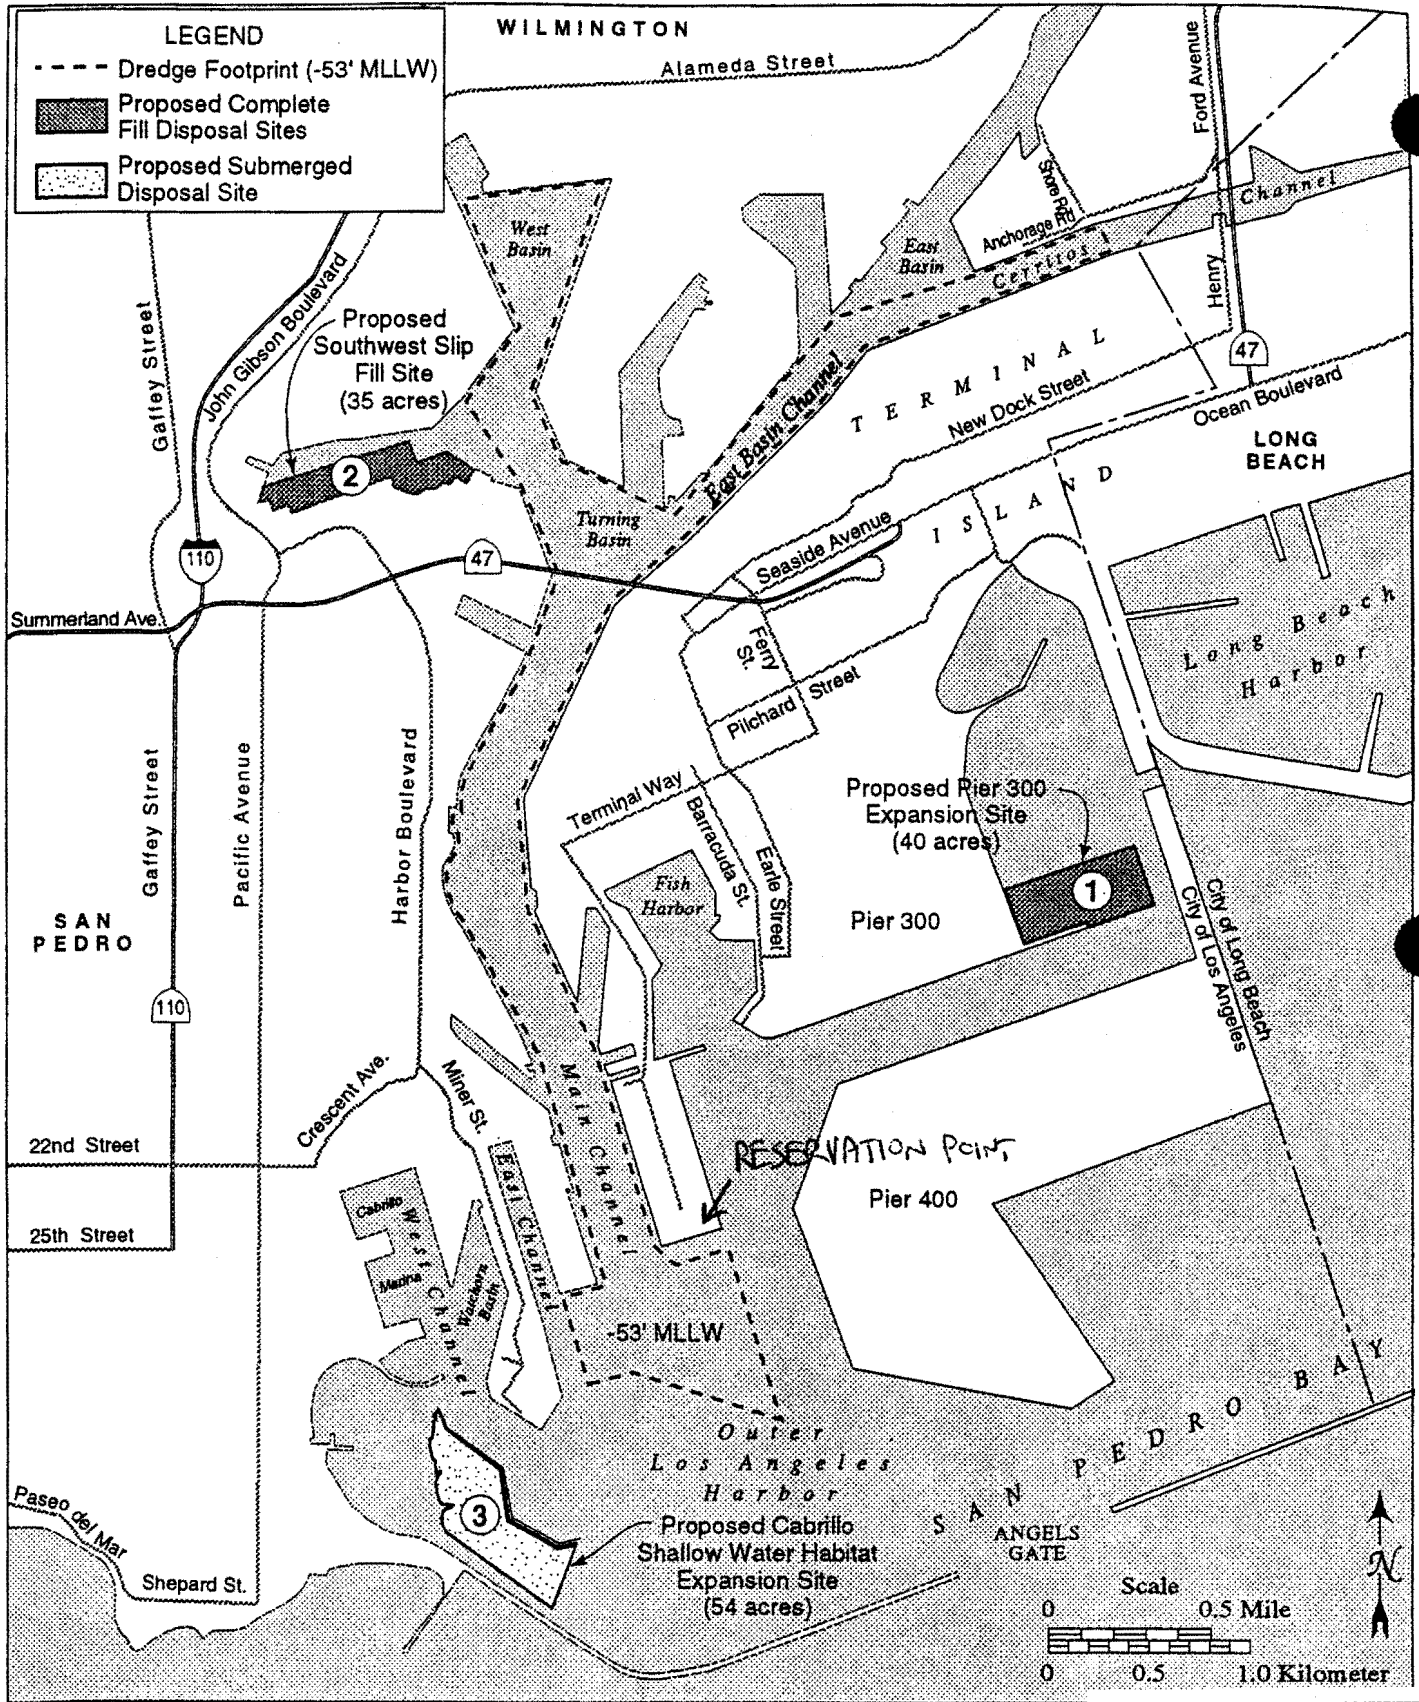 LEGEND
Dredge Footprint (-53' MLLW)
Proposed Complete
Fill Disposal Sites
Proposed Submerged
Disposal Site
WILMINGTON
Alameda Street
Ford Avenue
Shore Rd
Anchorage Rd
Channel
Cerritos
East
Basin
West
Basin
Henry
47
Gaffey Street
John Gibson Boulevard
Proposed
Southwest Slip
Fill Site
(35 acres)
2
East Basin Channel
TERMINAL
New Dock Street
Ocean Boulevard
LONG
BEACH
ISLAND
Turning
Basin
Seaside Avenue
110
47
Summerland Ave.
Ferry
St.
Pilchard Street
Long Beach
Harbor
Gaffey Street
Pacific Avenue
Harbor Boulevard
Terminal Way
Barracuda St.
Earle Street
Proposed Pier 300
Expansion Site
(40 acres)
1
Fish
Harbor
Pier 300
City of Long Beach
City of Los Angeles
SAN
PEDRO
110
Crescent Ave.
Miner St.
Main Channel
22nd Street
RESERVATION POINT
Pier 400
East Channel
Cabrillo
Marina
West Channel
Watchorn
Basin
25th Street
-53' MLLW
Outer
Los Angeles
Harbor
SAN PEDRO BAY
3
Proposed Cabrillo
Shallow Water Habitat
Expansion Site
(54 acres)
ANGELS
GATE
Paseo del Mar
Shepard St.
N
Scale
0 0.5 Mile
0 0.5 1.0 Kilometer